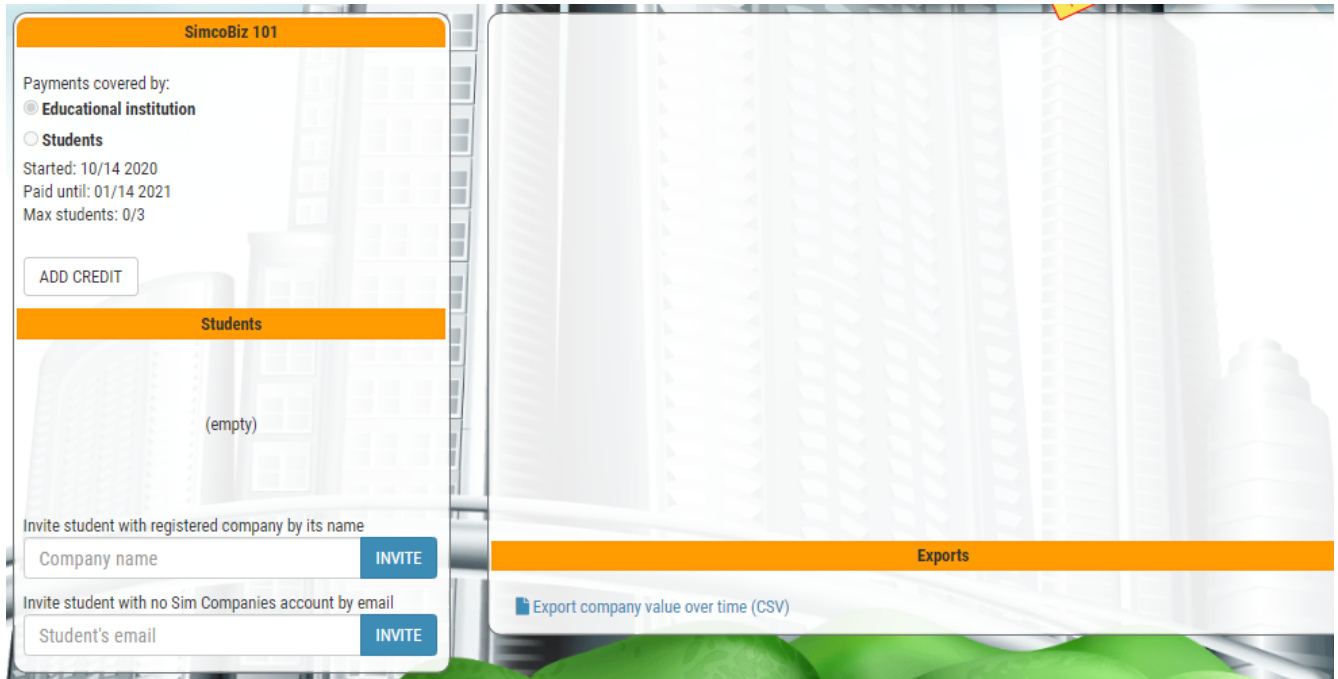 SimcoBiz 101
Payments covered by:
Educational institution
Students
Started: 10/14 2020
Paid until: 01/14 2021
Max students: 0/3
ADD CREDIT
Students
(empty)
Invite student with registered company by its name
Company name INVITE
Invite student with no Sim Companies account by email
Student's email INVITE
Exports
Export company value over time (CSV)